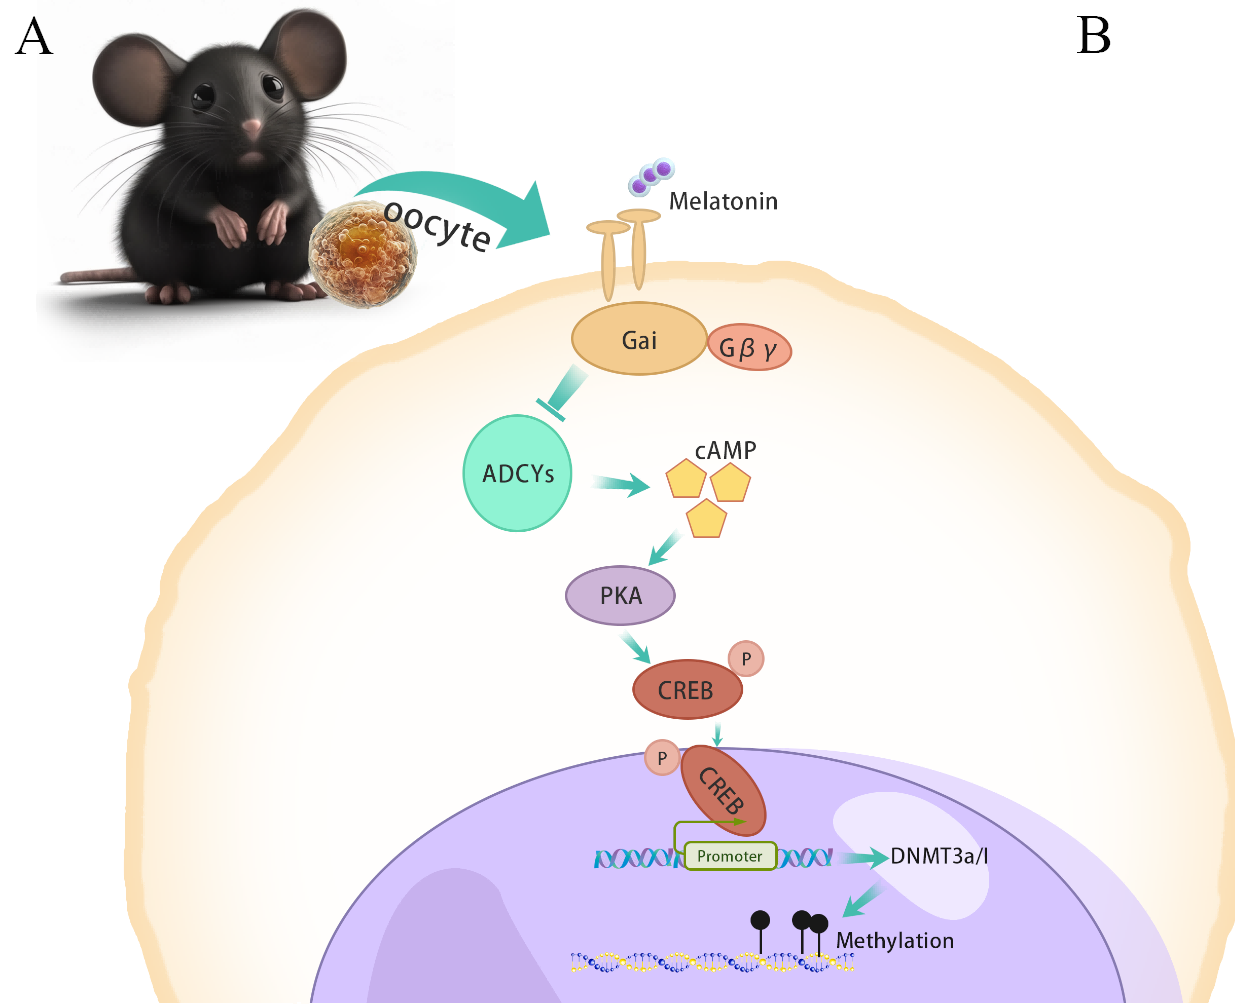 A
B
oocyte
Melatonin
Gai
Gβγ
ADCYs
cAMP
PKA
P
CREB
P
CREB
Promoter
DNMT3a/l
Methylation